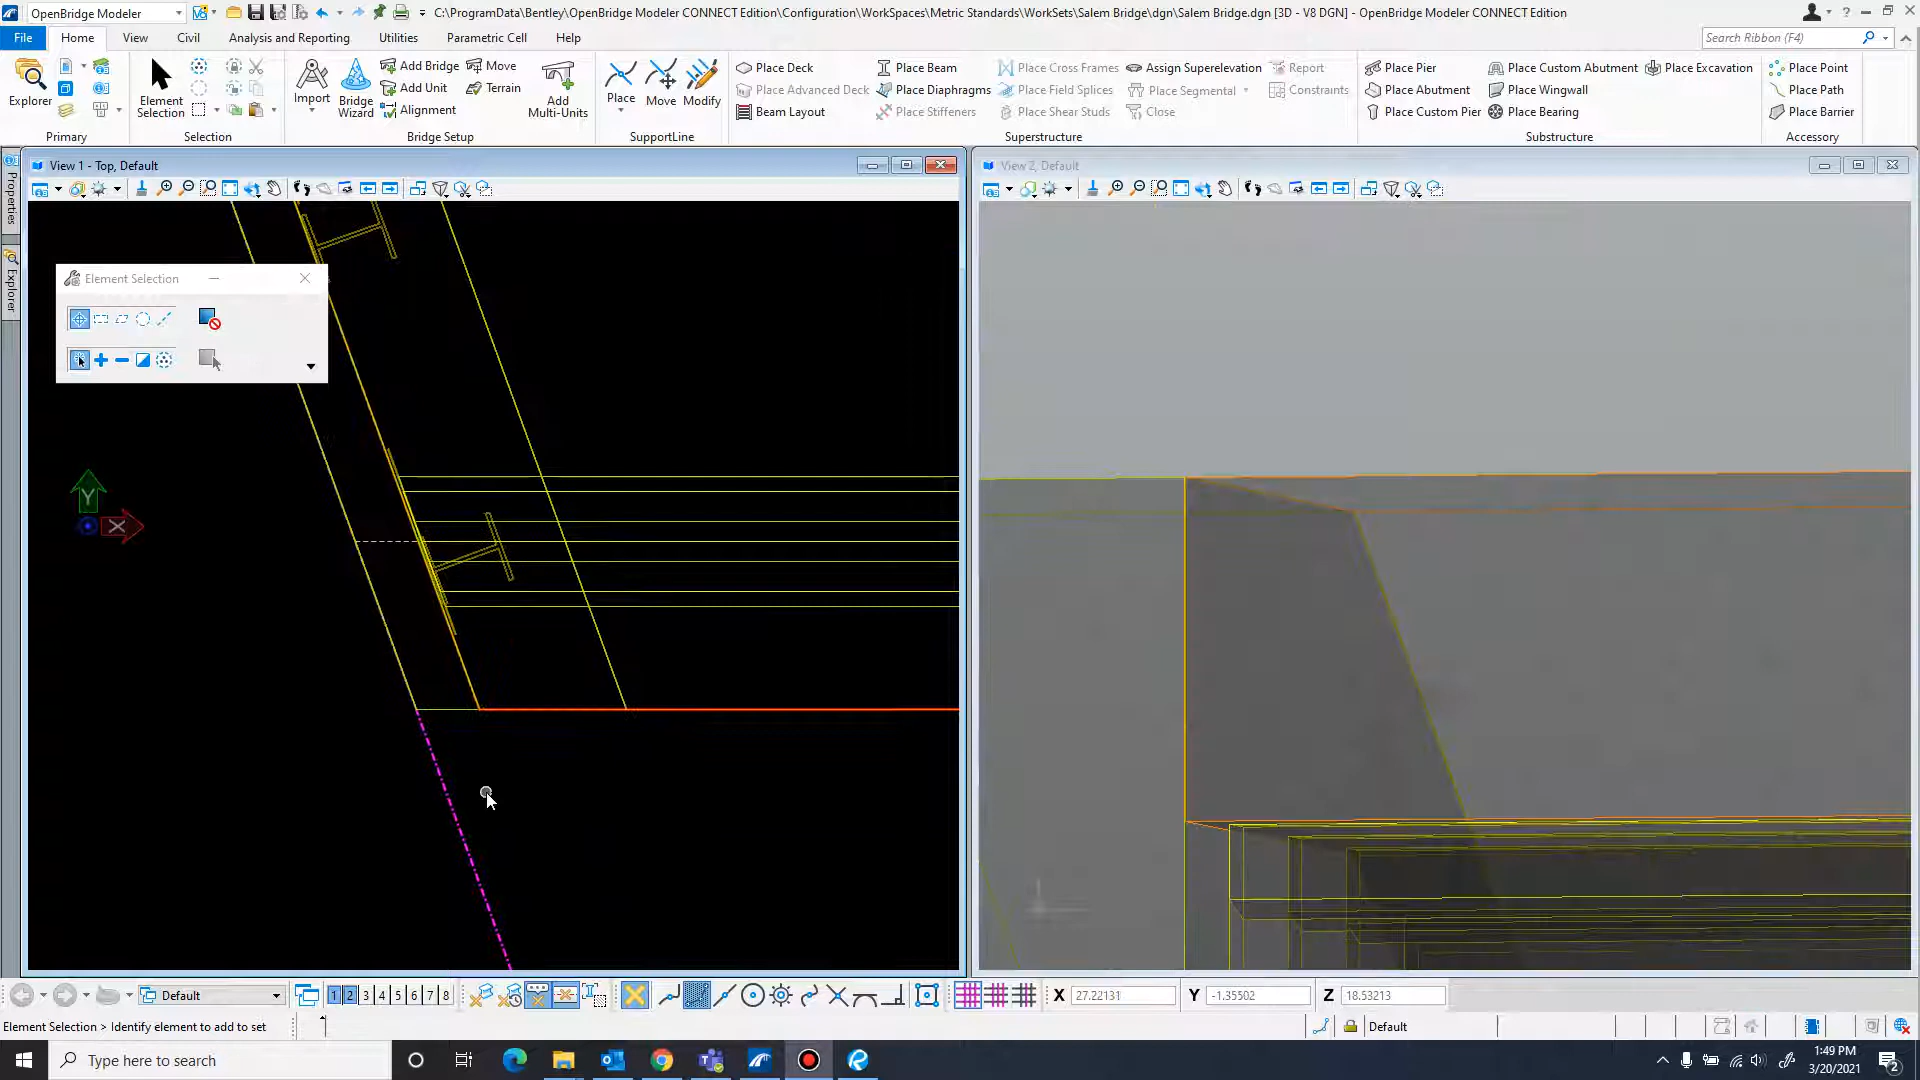 OpenBridge Modeler
C:\ProgramData\Bentley\OpenBridge Modeler CONNECT Edition\Configuration\WorkSpaces\Metric Standards\WorkSets\Salem Bridge\dgn\Salem Bridge.dgn [3D - V8 DGN] - OpenBridge Modeler CONNECT Edition
File Home View Civil Analysis and Reporting Utilities Parametric Cell Help
Search Ribbon (F4)
Explorer
Primary
Element Selection
Selection
Import
Bridge Wizard
Add Bridge
Add Unit
Alignment
Move
Terrain
Add Multi-Units
Bridge Setup
Place
Move
Modify
SupportLine
Place Deck
Place Advanced Deck
Beam Layout
Place Beam
Place Diaphragms
Place Stiffeners
Place Cross Frames
Place Field Splices
Place Shear Studs
Assign Superelevation
Place Segmental
Close
Report
Constraints
Superstructure
Place Pier
Place Abutment
Place Custom Pier
Place Custom Abutment
Place Wingwall
Place Bearing
Place Excavation
Substructure
Place Point
Place Path
Place Barrier
Accessory
Properties
Explorer
View 1 - Top, Default
View 2, Default
Element Selection
Y
X
Default
1 2 3 4 5 6 7 8
X 27.22131
Y -1.35502
Z 18.53213
Element Selection > Identify element to add to set
Default
Type here to search
1:49 PM
3/20/2021
2